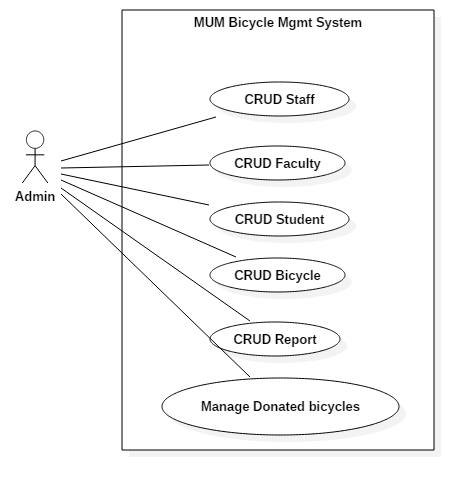 MUM Bicycle Mgmt System
CRUD Staff
CRUD Faculty
Admin
CRUD Student
CRUD Bicycle
CRUD Report
Manage Donated bicycles